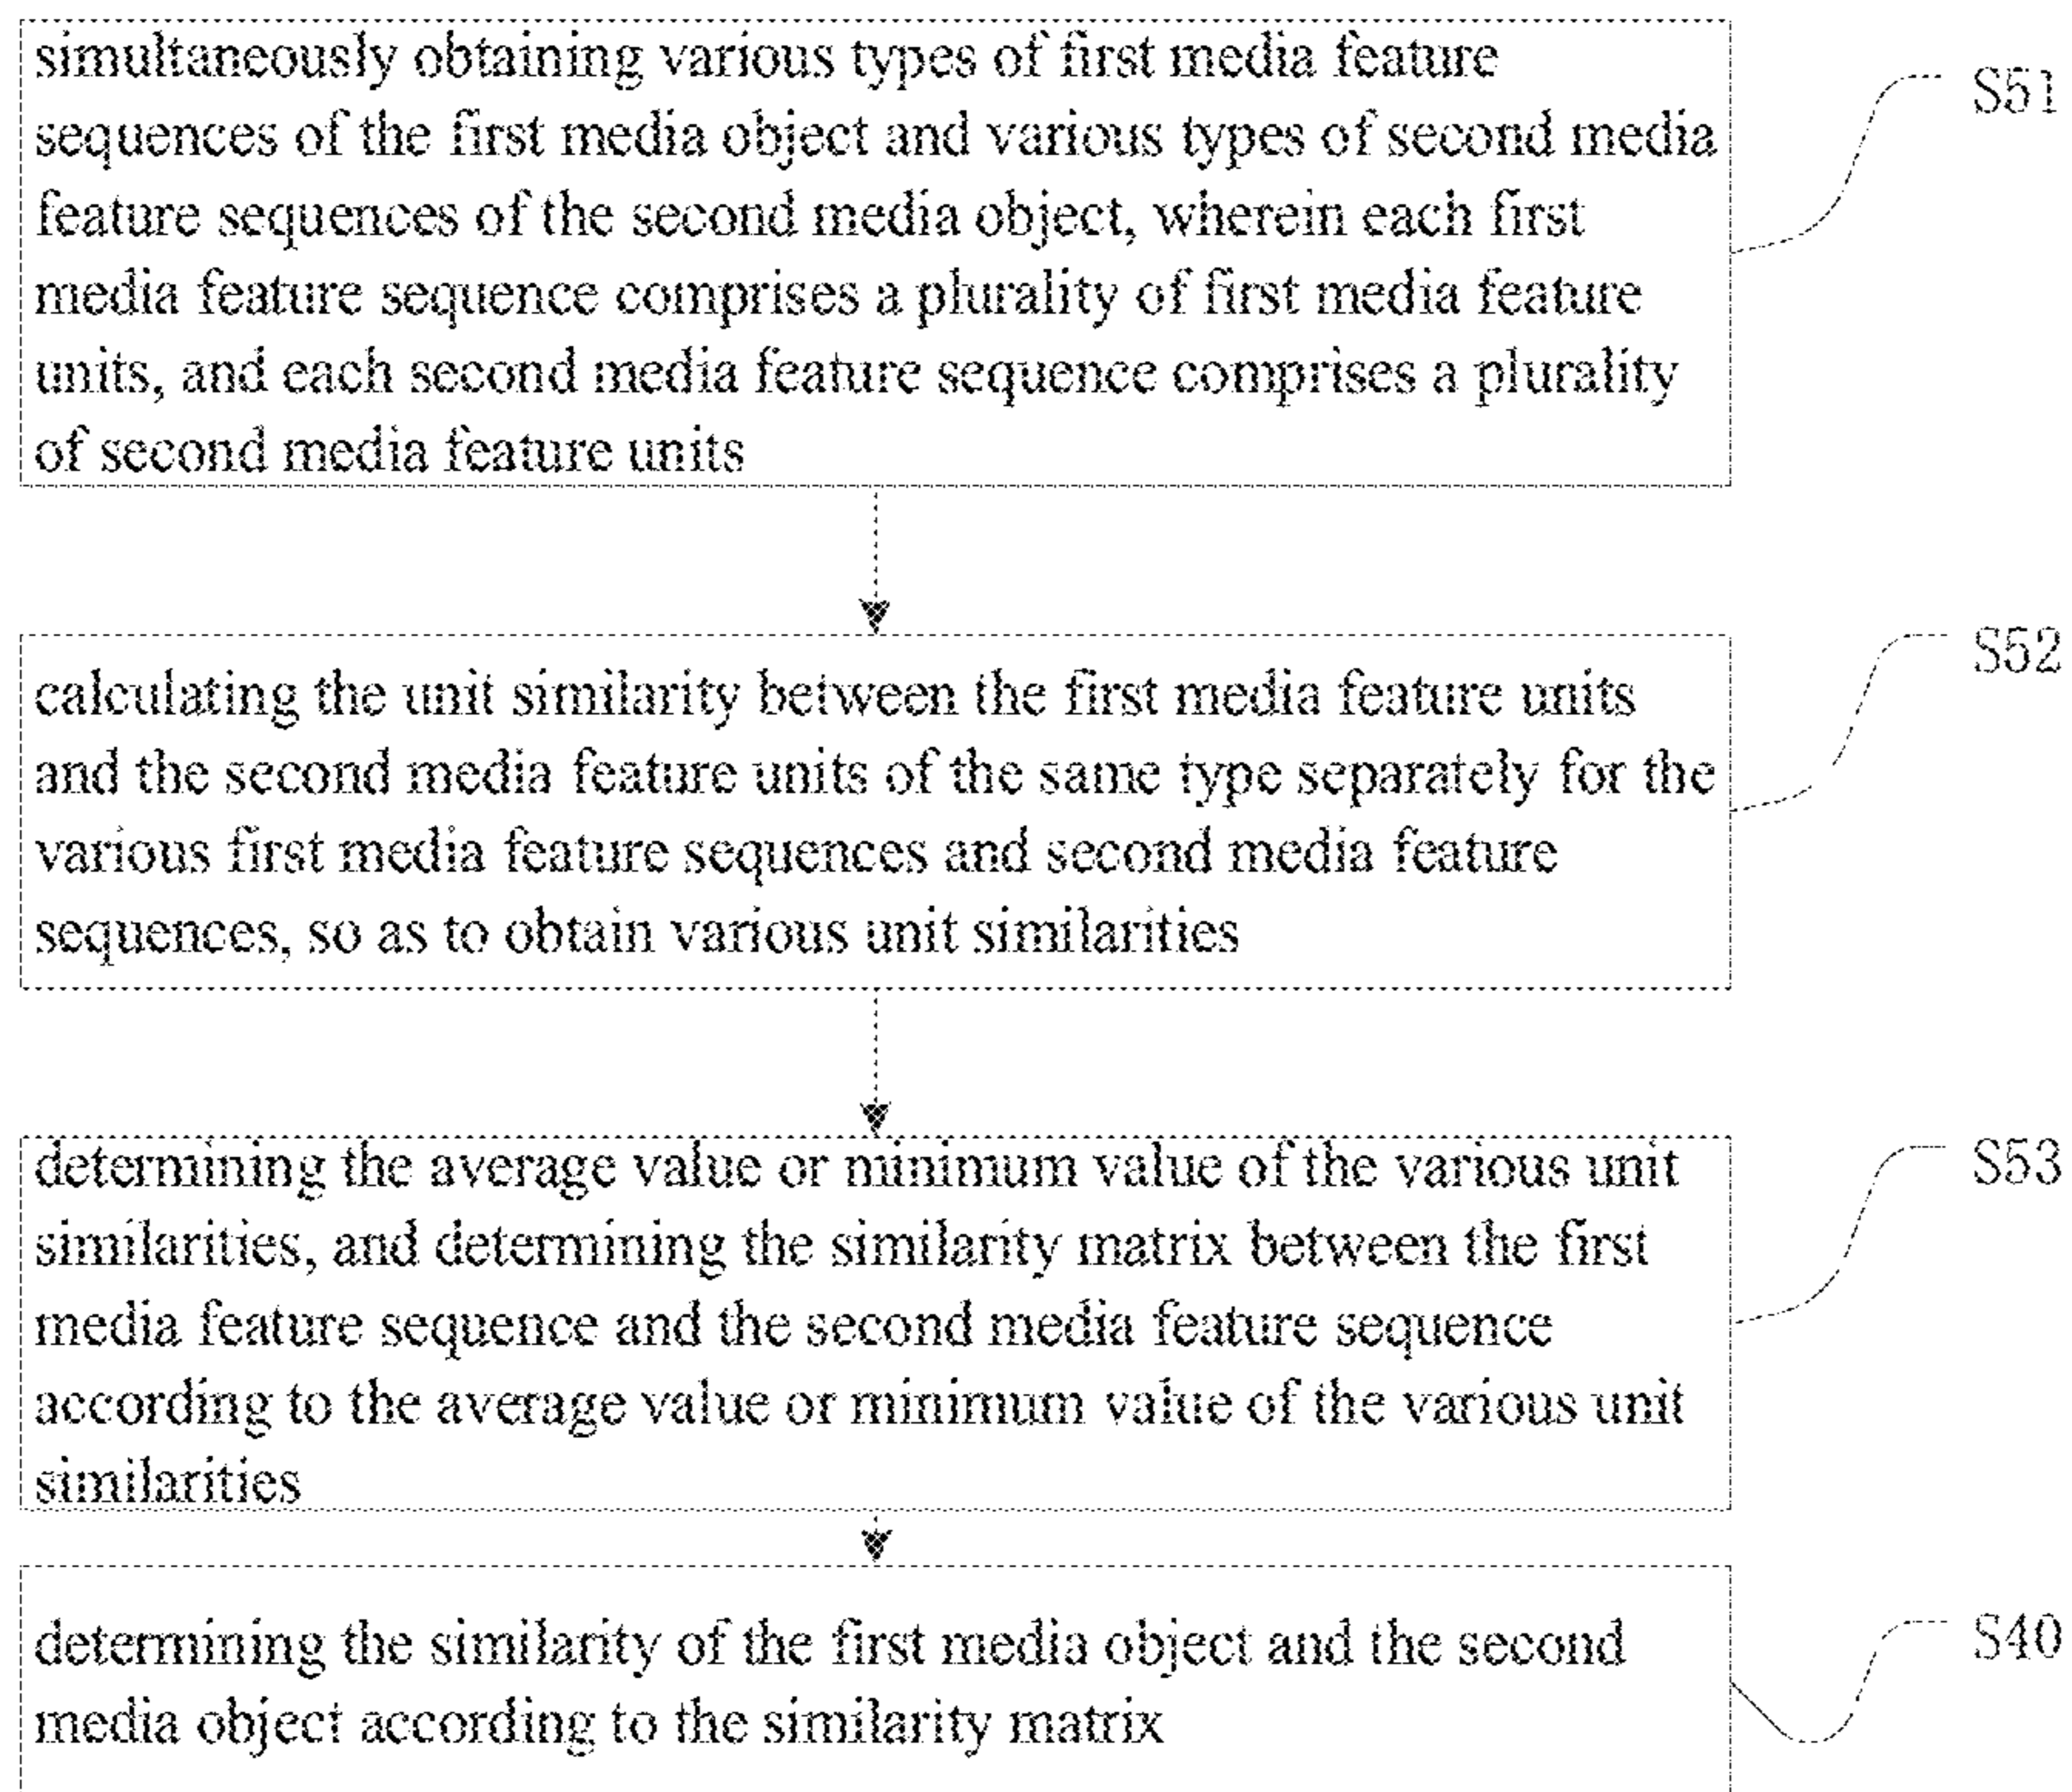 simultaneously obtaining various types of first media feature
sequences of the first media object and various types of second media
feature sequences of the second media object, wherein each first
media feature sequence comprises a plurality of first media feature
units, and each second media feature sequence comprises a plurality
of second media feature units
S51
calculating the unit similarity between the first media feature units
and the second media feature units of the same type separately for the
various first media feature sequences and second media feature
sequences, so as to obtain various unit similarities
S52
determining the average value or minimum value of the various unit
similarities, and determining the similarity matrix between the first
media feature sequence and the second media feature sequence
according to the average value or minimum value of the various unit
similarities
S53
determining the similarity of the first media object and the second
media object according to the similarity matrix
S40